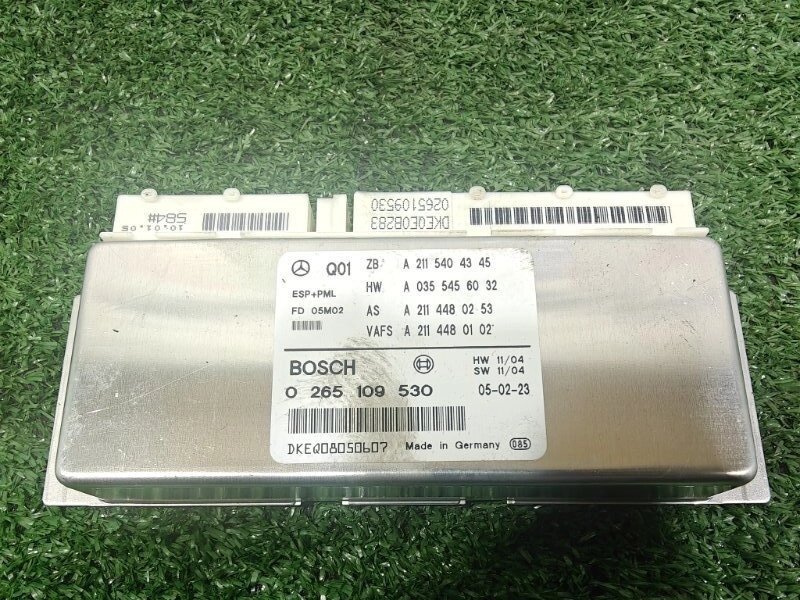 10.01.05
584#
DKEQE0B283
0265109530
Q01
ZB A 211 540 43 45
HW A 035 545 60 32
ESP+PML
FD 05M02
AS A 211 448 02 53
VAFS A 211 448 01 02
BOSCH
HW 11/04
SW 11/04
0 265 109 530
05-02-23
DKEQ08050607
Made in Germany
085